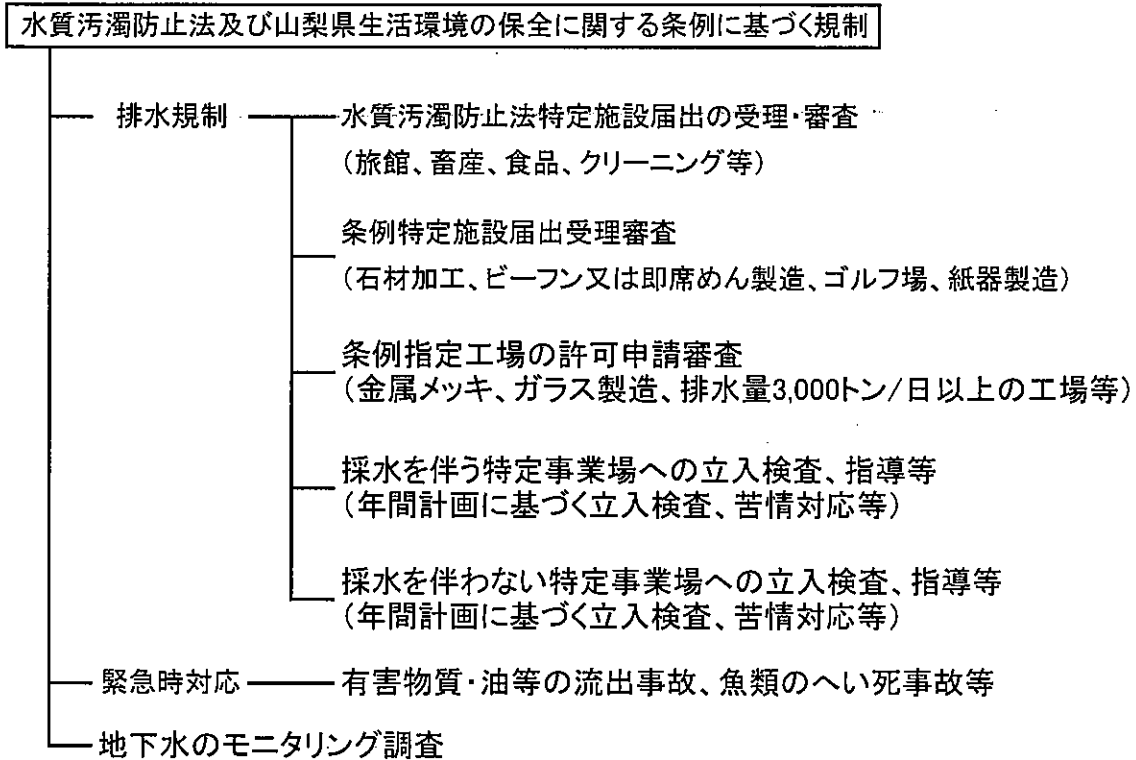 水質汚濁防止法及び山梨県生活環境の保全に関する条例に基づく規制
排水規制
水質汚濁防止法特定施設届出の受理・審査
（旅館、畜産、食品、クリーニング等）
条例特定施設届出受理審査
（石材加工、ビーフン又は即席めん製造、ゴルフ場、紙器製造）
条例指定工場の許可申請審査
（金属メッキ、ガラス製造、排水量3,000トン/日以上の工場等）
採水を伴う特定事業場への立入検査、指導等
（年間計画に基づく立入検査、苦情対応等）
採水を伴わない特定事業場への立入検査、指導等
（年間計画に基づく立入検査、苦情対応等）
緊急時対応
有害物質・油等の流出事故、魚類のへい死事故等
地下水のモニタリング調査